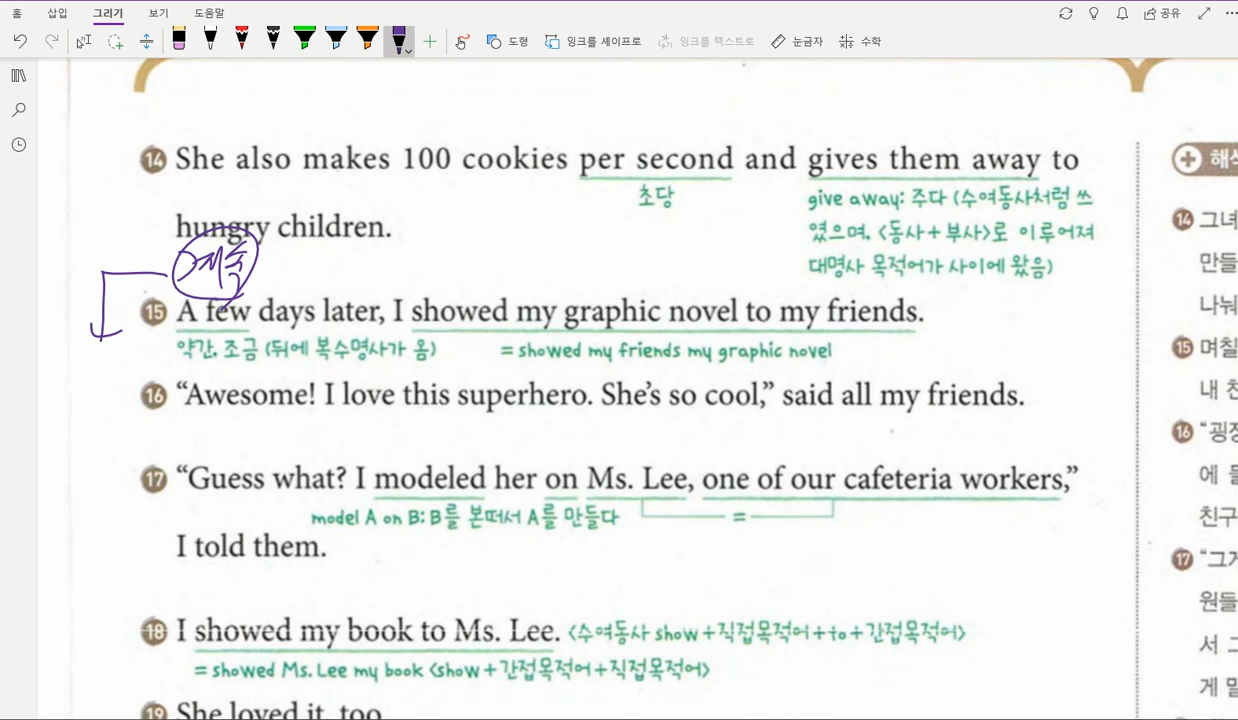 홈 삽입 그리기 보기 도움말 공유
도형 잉크를 셰이프로 잉크를 텍스트로 눈금자 수학
14 She also makes 100 cookies per second and gives them away to
초당 give away: 주다 (수여동사처럼 쓰
hungry children. 였으며, <동사+부사>로 이루어져
대명사 목적어가 사이에 왔음)
15 A few days later, I showed my graphic novel to my friends.
약간, 조금 (뒤에 복수명사가 옴) = showed my friends my graphic novel
16 “Awesome! I love this superhero. She’s so cool,” said all my friends.
17 “Guess what? I modeled her on Ms. Lee, one of our cafeteria workers,”
model A on B: B를 본떠서 A를 만들다 =
I told them.
18 I showed my book to Ms. Lee. <수여동사 show+직접목적어+to+간접목적어>
= showed Ms. Lee my book <show+간접목적어+직접목적어>
19 She loved it, too
해석
14 그녀
만들
나눠
15 며칠
내 친
16 “굉장
에 들
친구
17 “그거
원들
서 그
게 말